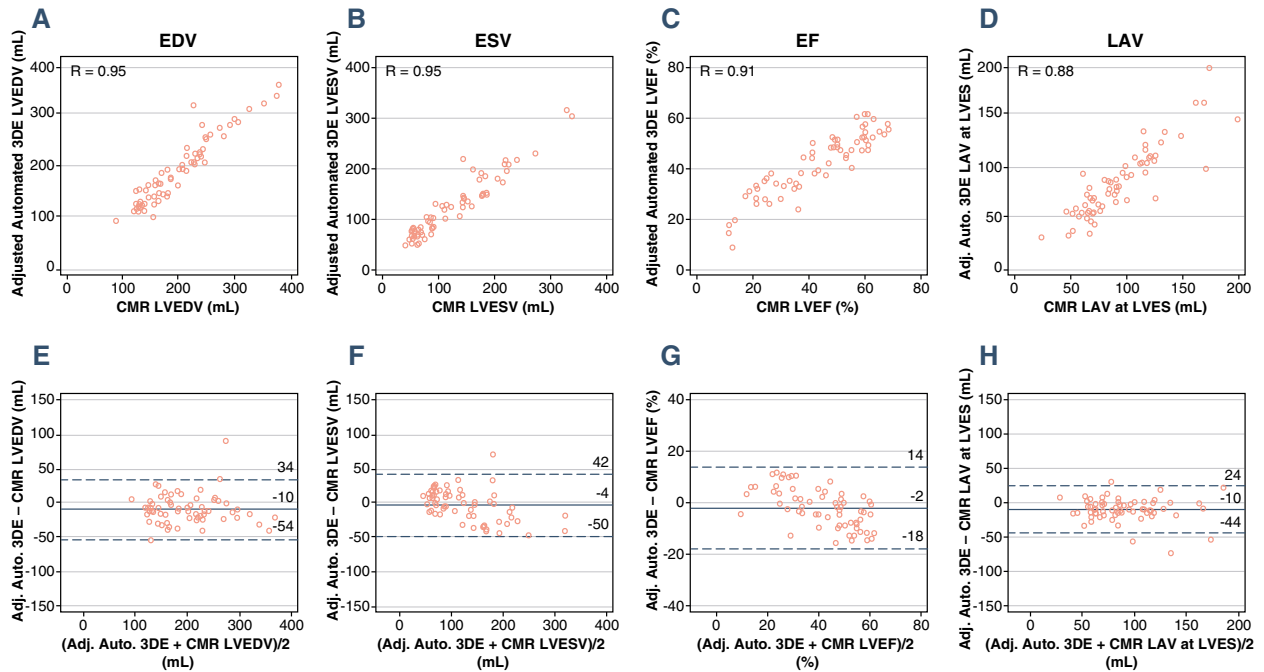 A
EDV
Adjusted Automated 3DE LVEDV (mL)
R = 0.95
400
300
200
100
0
0 100 200 300 400
CMR LVEDV (mL)
B
ESV
Adjusted Automated 3DE LVESV (mL)
R = 0.95
400
300
200
100
0
0 100 200 300 400
CMR LVESV (mL)
C
EF
Adjusted Automated 3DE LVEF (%)
R = 0.91
80
60
40
20
0
0 20 40 60 80
CMR LVEF (%)
D
LAV
Adj. Auto. 3DE LAV at LVES (mL)
R = 0.88
200
150
100
50
0
0 50 100 150 200
CMR LAV at LVES (mL)
E
Adj. Auto. 3DE – CMR LVEDV (mL)
150
100
50
0
-50
-100
-150
34
-10
-54
0 100 200 300 400
(Adj. Auto. 3DE + CMR LVEDV)/2
(mL)
F
Adj. Auto. 3DE – CMR LVESV (mL)
150
100
50
0
-50
-100
-150
42
-4
-50
0 100 200 300 400
(Adj. Auto. 3DE + CMR LVESV)/2
(mL)
G
Adj. Auto. 3DE – CMR LVEF (%)
40
20
0
-20
-40
14
-2
-18
0 20 40 60 80
(Adj. Auto. 3DE + CMR LVEF)/2
(%)
H
Adj. Auto. 3DE – CMR LAV at LVES (mL)
150
100
50
0
-50
-100
-150
24
-10
-44
0 50 100 150 200
(Adj. Auto. 3DE + CMR LAV at LVES)/2
(mL)